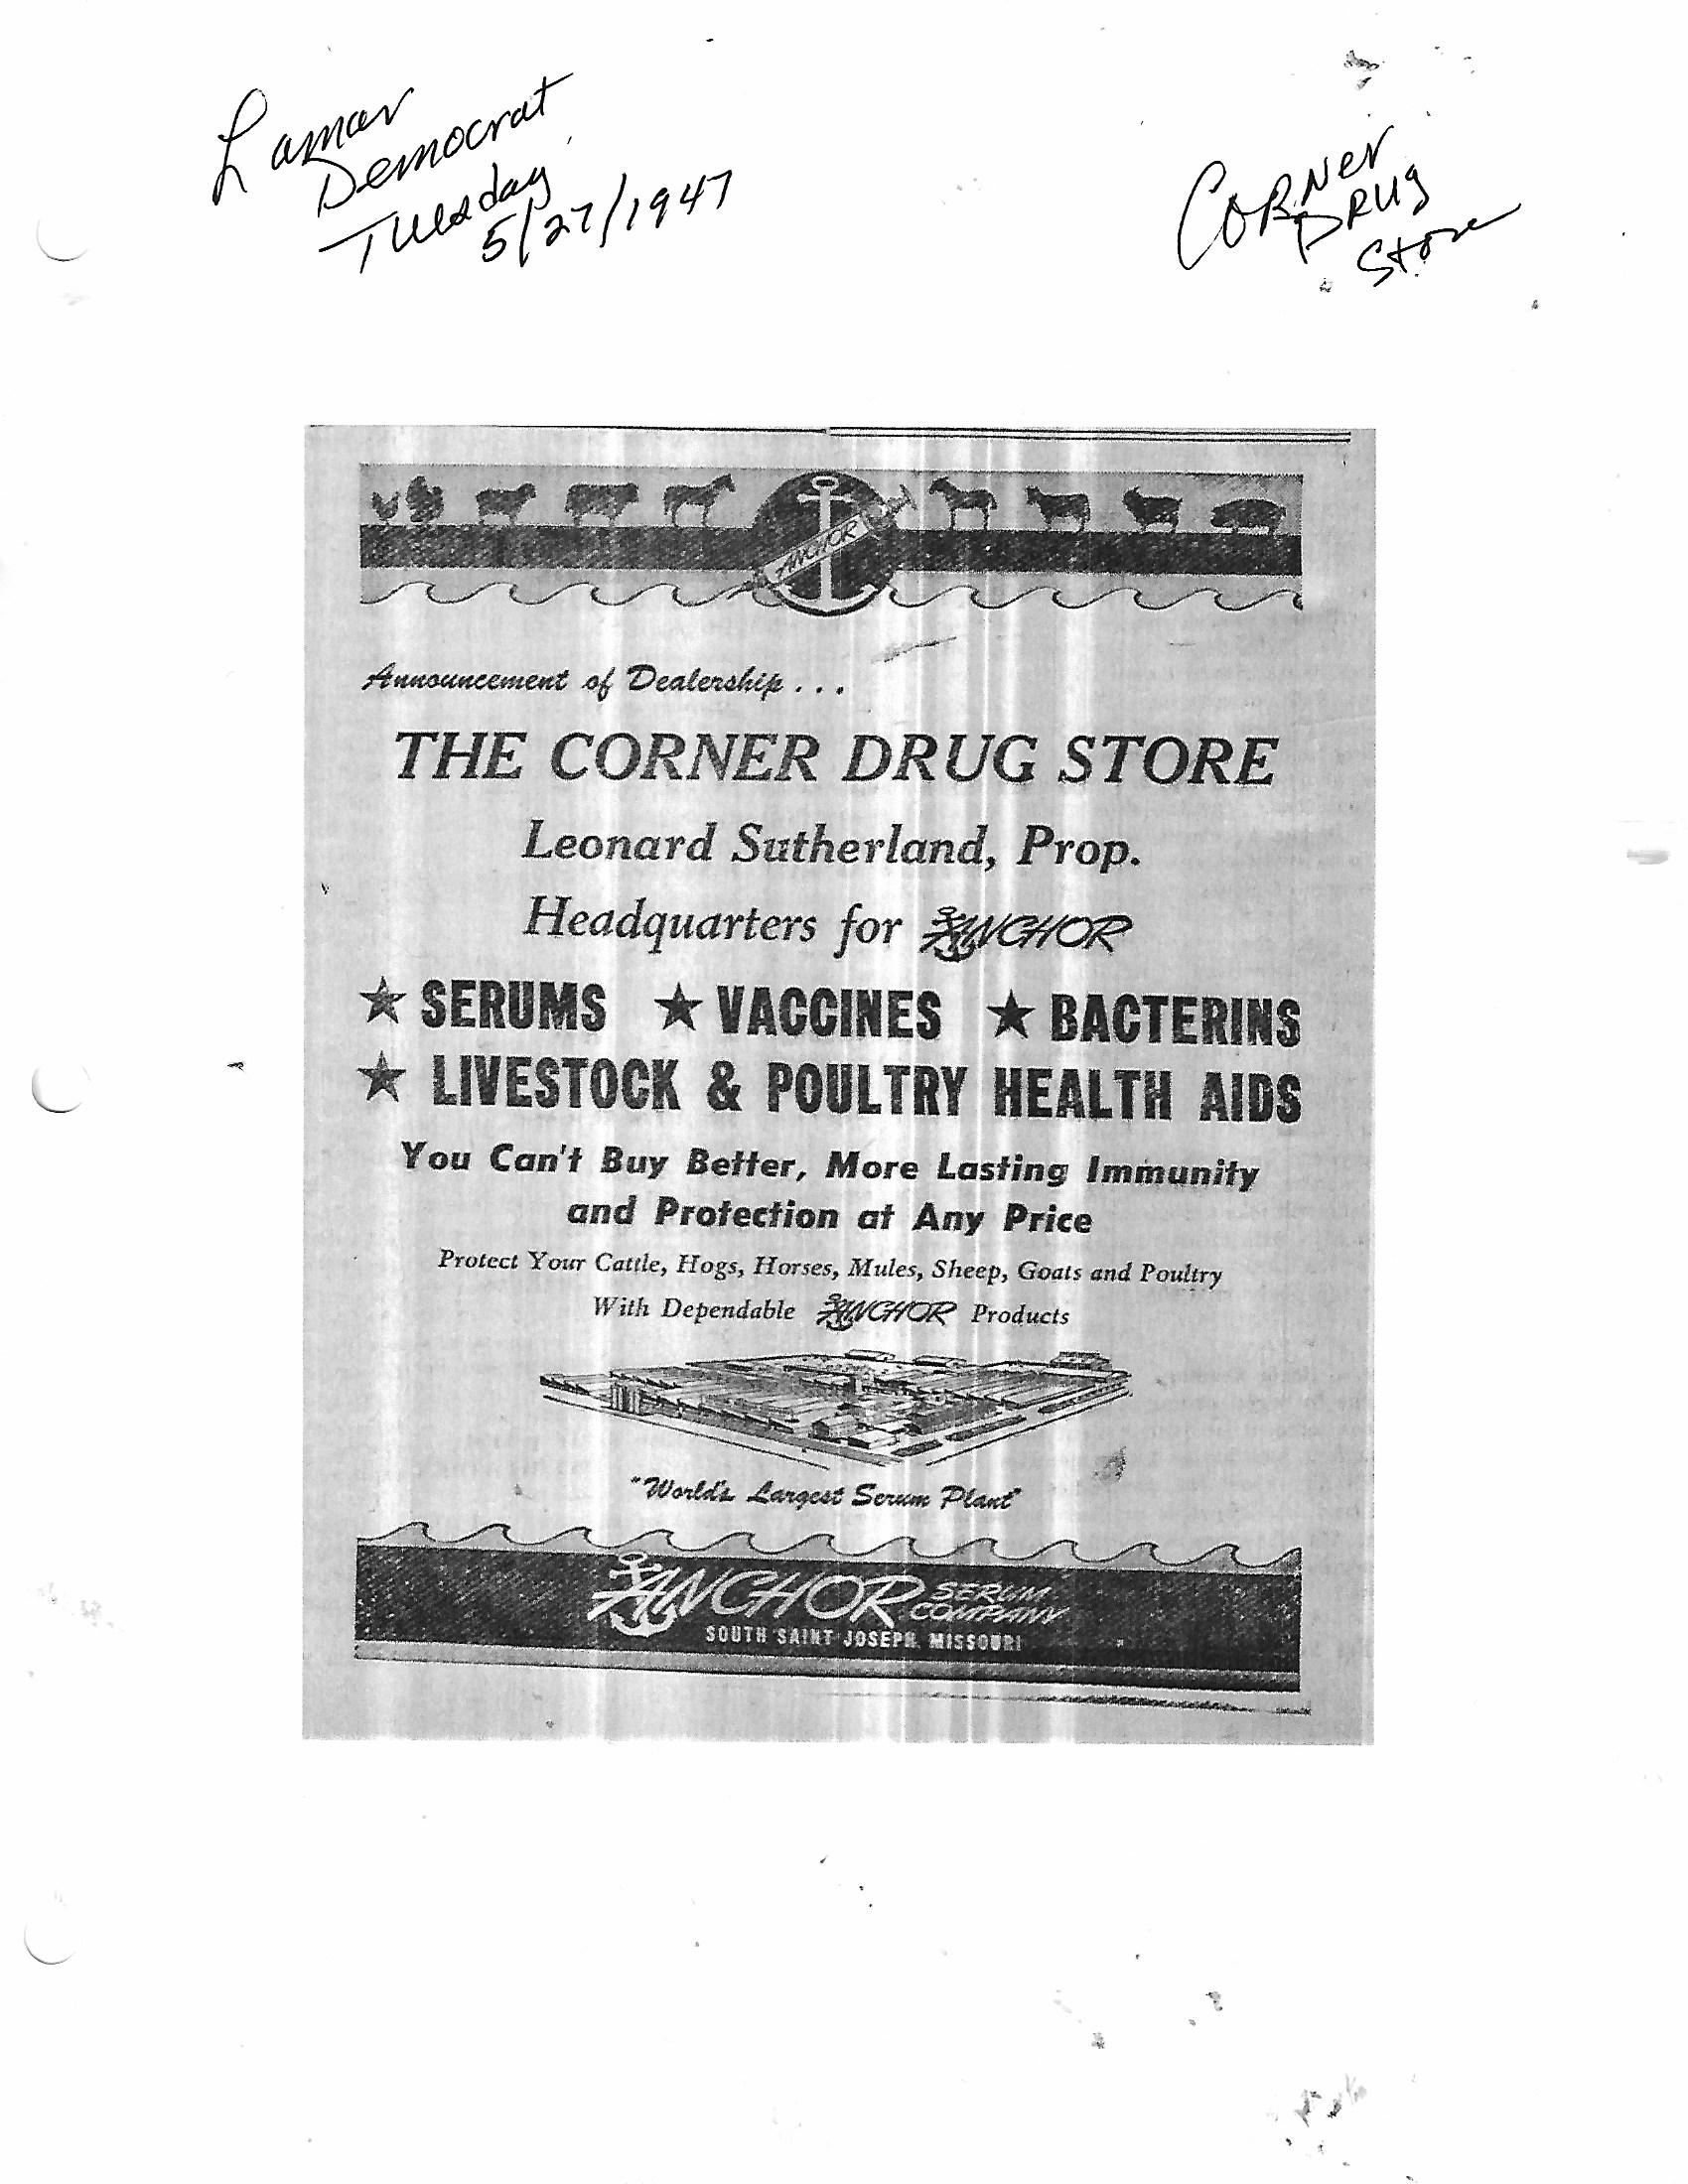 Lamar
Democrat
Tuesday
5/27/1947
Corner
Drug
Store
ANCHOR
Announcement of Dealership . . .
THE CORNER DRUG STORE
Leonard Sutherland, Prop.
Headquarters for ANCHOR
★ SERUMS ★ VACCINES ★ BACTERINS
★ LIVESTOCK & POULTRY HEALTH AIDS
You Can't Buy Better, More Lasting Immunity
and Protection at Any Price
Protect Your Cattle, Hogs, Horses, Mules, Sheep, Goats and Poultry
With Dependable ANCHOR Products
"World's Largest Serum Plant"
ANCHOR SERUM
COMPANY
SOUTH SAINT JOSEPH, MISSOURI